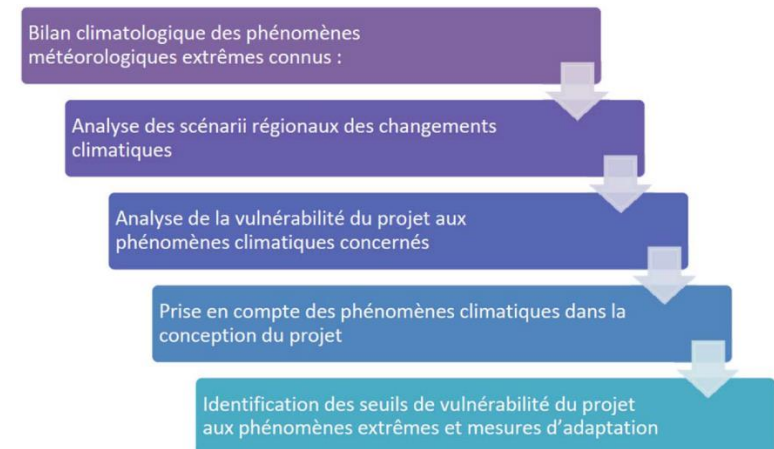 Bilan climatologique des phénomènes
météorologiques extrêmes connus :
Analyse des scénarii régionaux des changements
climatiques
Analyse de la vulnérabilité du projet aux
phénomènes climatiques concernés
Prise en compte des phénomènes climatiques dans la
conception du projet
Identification des seuils de vulnérabilité du projet
aux phénomènes extrêmes et mesures d’adaptation